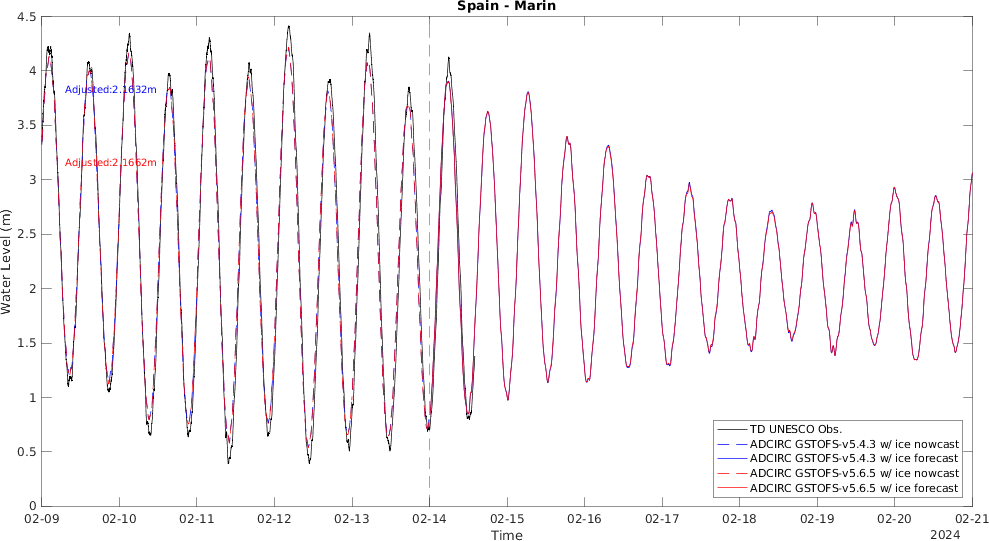 Spain - Marin
4.5
4
3.5
3
2.5
2
1.5
1
0.5
0
Water Level (m)
Adjusted:2.1632m
Adjusted:2.1662m
TD UNESCO Obs.
ADCIRC GSTOFS-v5.4.3 w/ ice nowcast
ADCIRC GSTOFS-v5.4.3 w/ ice forecast
ADCIRC GSTOFS-v5.6.5 w/ ice nowcast
ADCIRC GSTOFS-v5.6.5 w/ ice forecast
02-09 02-10 02-11 02-12 02-13 02-14 02-15 02-16 02-17 02-18 02-19 02-20 02-21
Time
2024